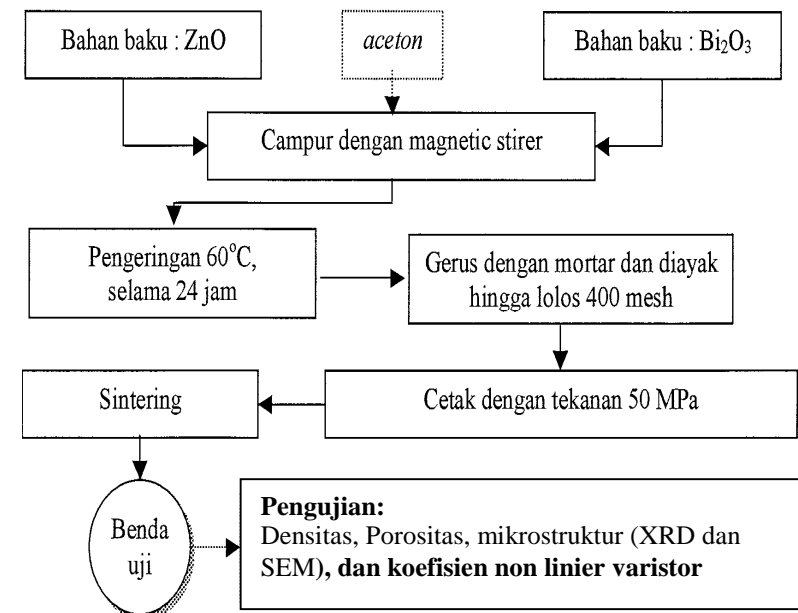 Bahan baku : ZnO
aceton
Bahan baku : Bi₂O₃
Campur dengan magnetic stirer
Pengeringan 60°C,
selama 24 jam
Gerus dengan mortar dan diayak
hingga lolos 400 mesh
Sintering
Cetak dengan tekanan 50 MPa
Benda
uji
Pengujian:
Densitas, Porositas, mikrostruktur (XRD dan
SEM), dan koefisien non linier varistor